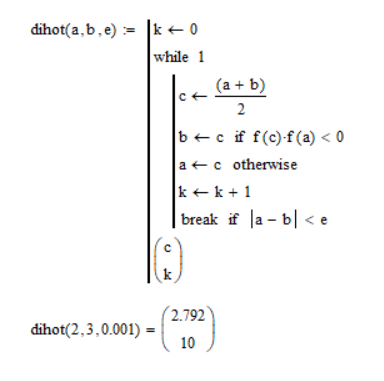 dihot(a,b,e) := k ← 0
while 1
c ← (a + b)
2
b ← c if f(c)·f(a) < 0
a ← c otherwise
k ← k + 1
break if |a − b| < e
c
k
dihot(2,3,0.001) = (2.792
10)